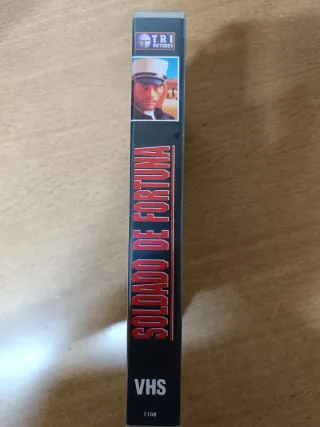 TRI
PICTURES
SOLDADO DE FORTUNA
VHS
1108